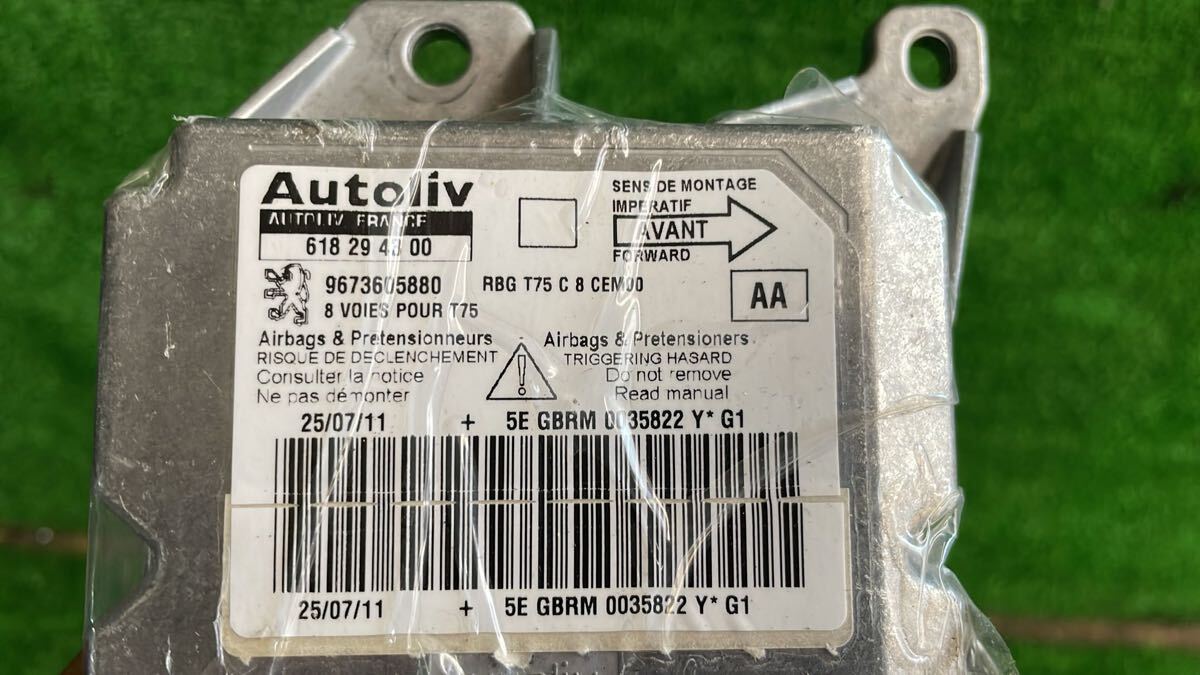 Autoliv
AUTOLIV FRANCE
618 29 43 00
SENS DE MONTAGE
IMPERATIF
AVANT
FORWARD
9673605880 RBG T75 C 8 CEM00
8 VOIES POUR T75
AA
Airbags & Pretensionneurs
RISQUE DE DECLENCHEMENT
Consulter la notice
Ne pas démonter
Airbags & Pretensioners
TRIGGERING HASARD
Do not remove
Read manual
25/07/11 + 5E GBRM 0035822 Y* G1
25/07/11 + 5E GBRM 0035822 Y* G1